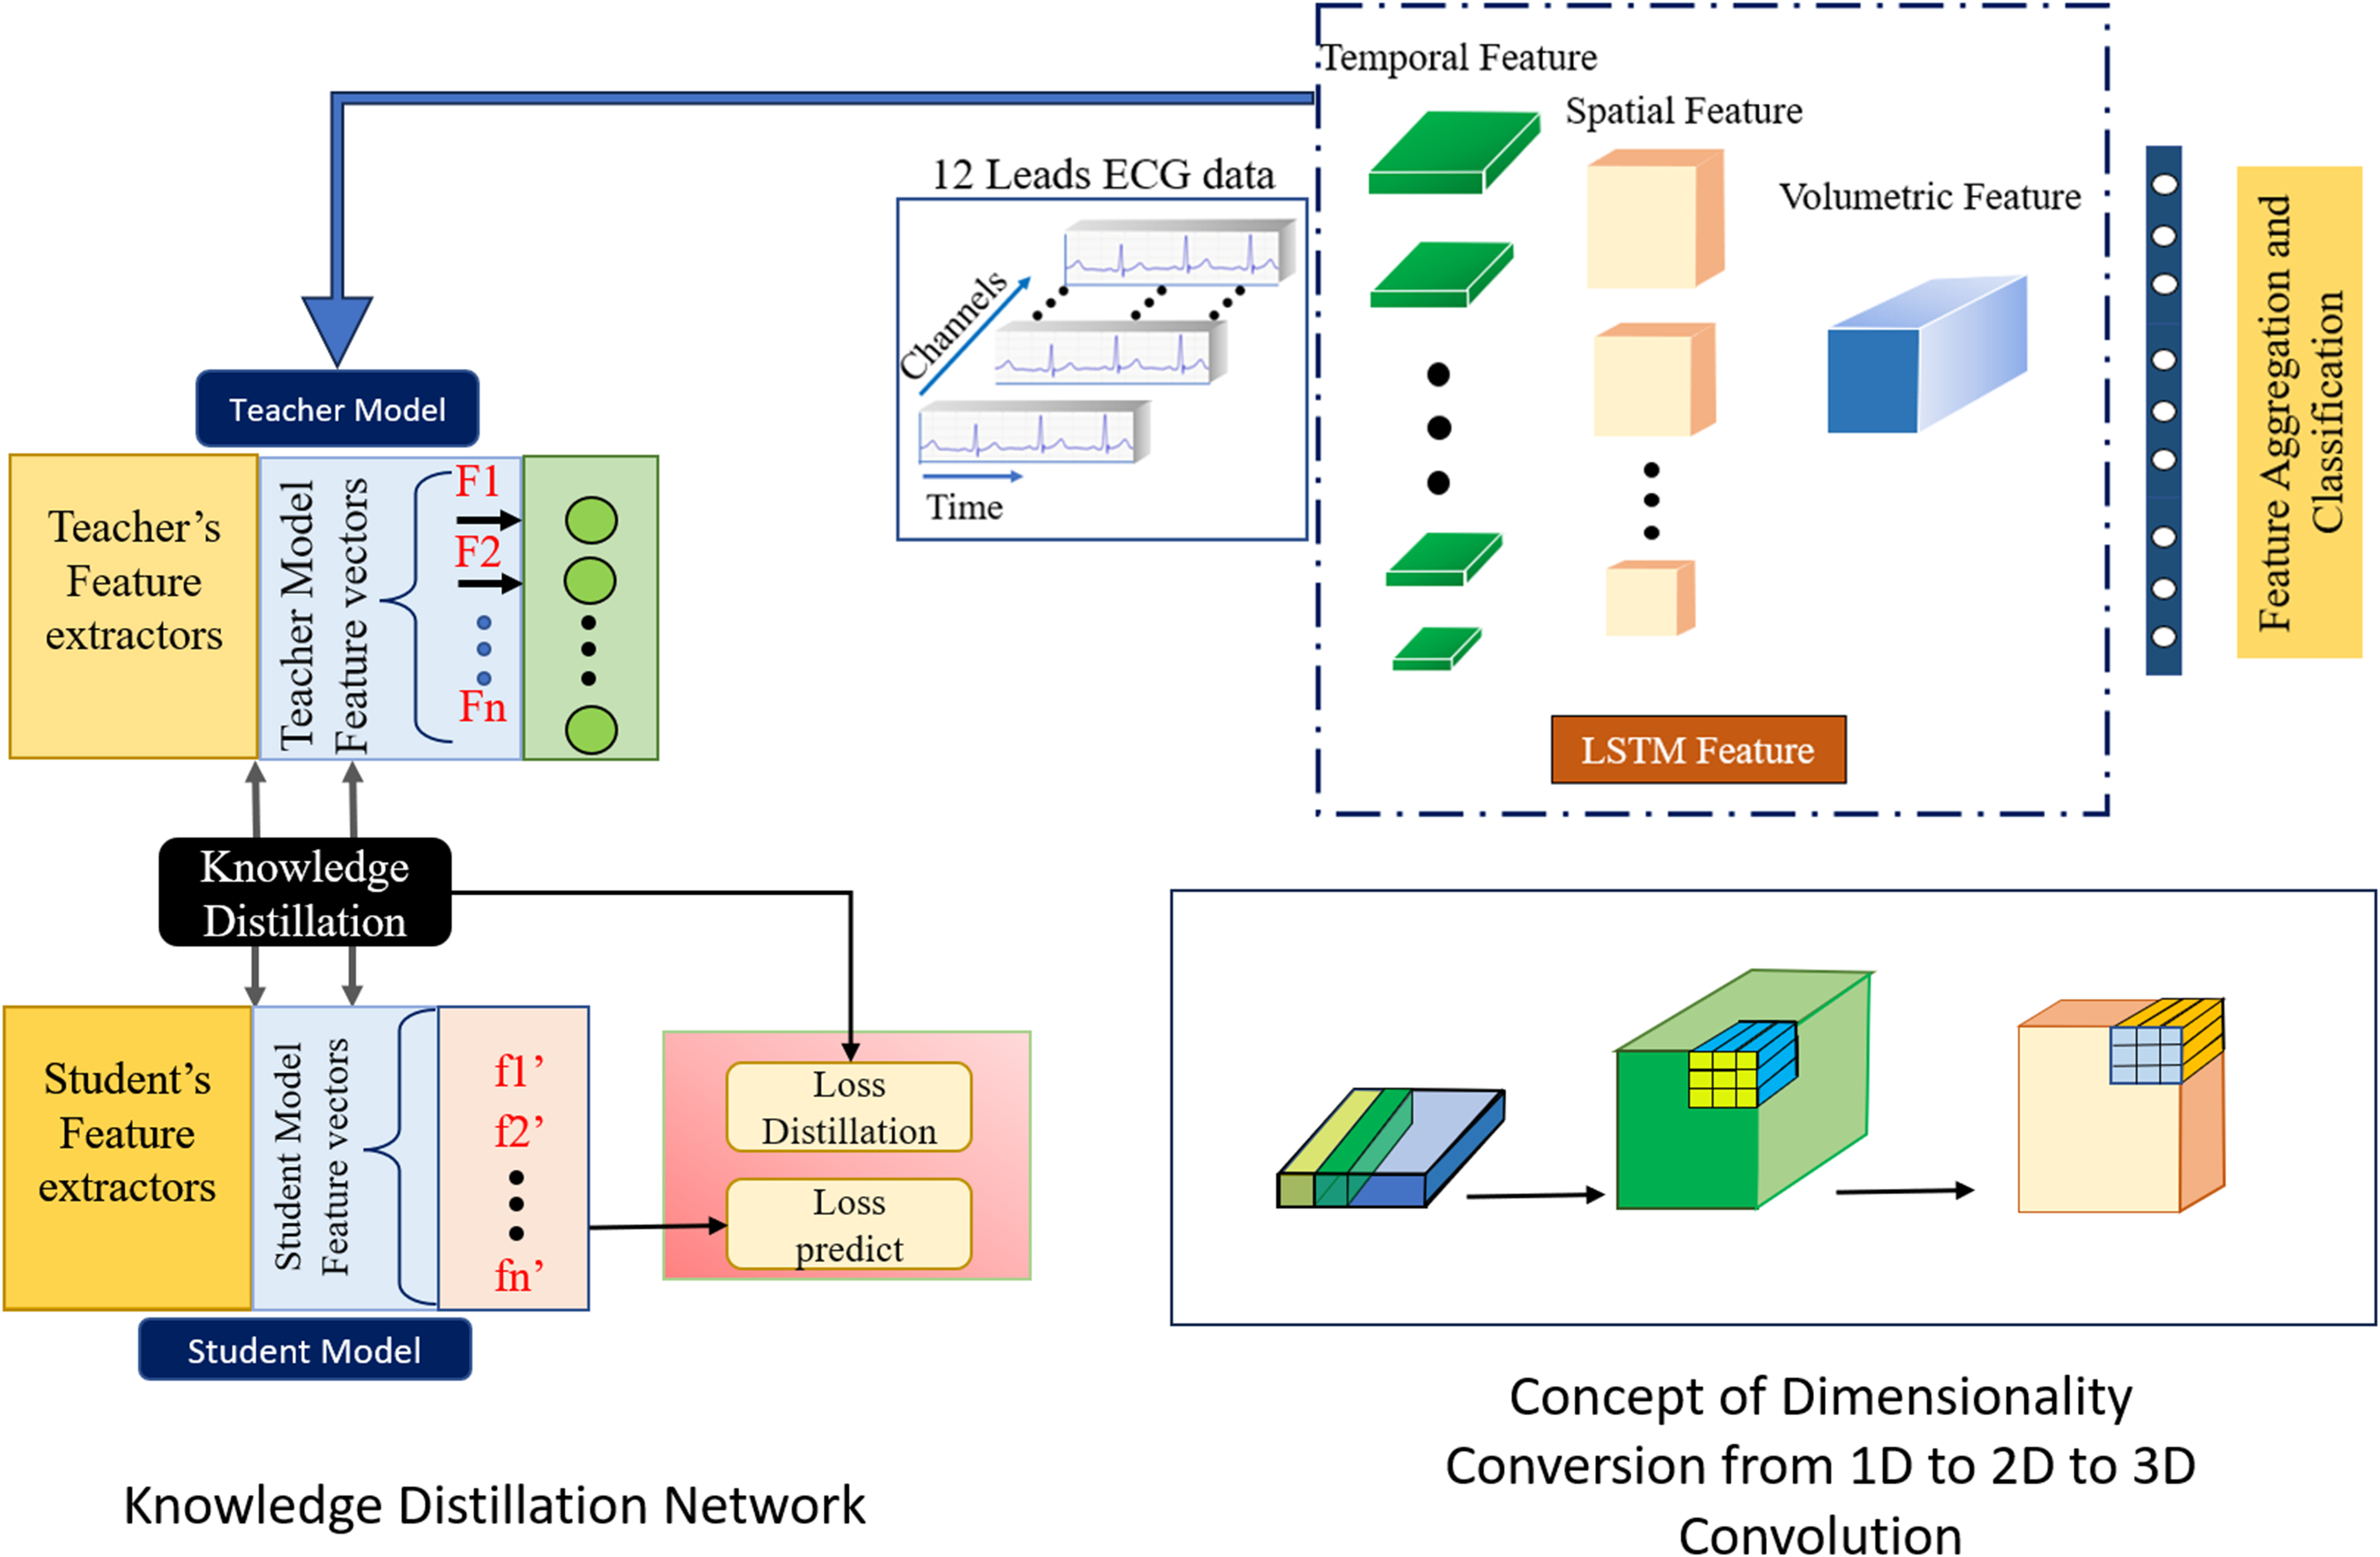 Temporal Feature
Spatial Feature
Volumetric Feature
12 Leads ECG data
Channels
Time
LSTM Feature
Feature Aggregation and
Classification
Teacher Model
Teacher’s
Feature
extractors
Teacher Model
Feature vectors
F1
F2
Fn
Knowledge
Distillation
Student’s
Feature
extractors
Student Model
Feature vectors
f1’
f2’
fn’
Loss
Distillation
Loss
predict
Student Model
Knowledge Distillation Network
Concept of Dimensionality
Conversion from 1D to 2D to 3D
Convolution